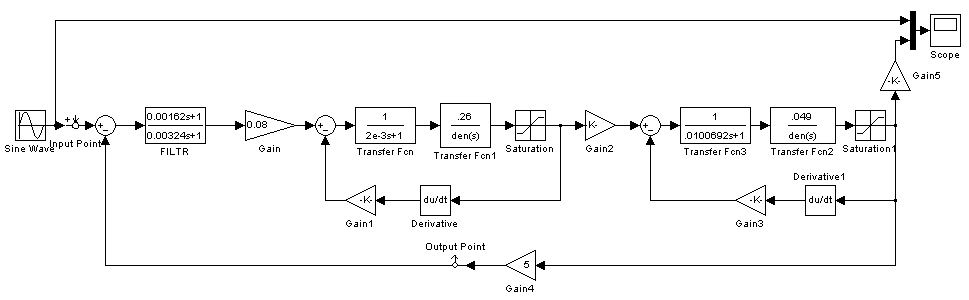 Scope
-K-
Gain5
Sine Wave
Input Point
0.00162s+1
0.00324s+1
FILTR
0.08
Gain
1
2e-3s+1
Transfer Fcn
.26
den(s)
Transfer Fcn1
Saturation
K-
Gain2
1
.0100692s+1
Transfer Fcn3
.049
den(s)
Transfer Fcn2
Saturation1
-K-
Gain1
du/dt
Derivative
-K-
Gain3
Derivative1
du/dt
Output Point
5
Gain4